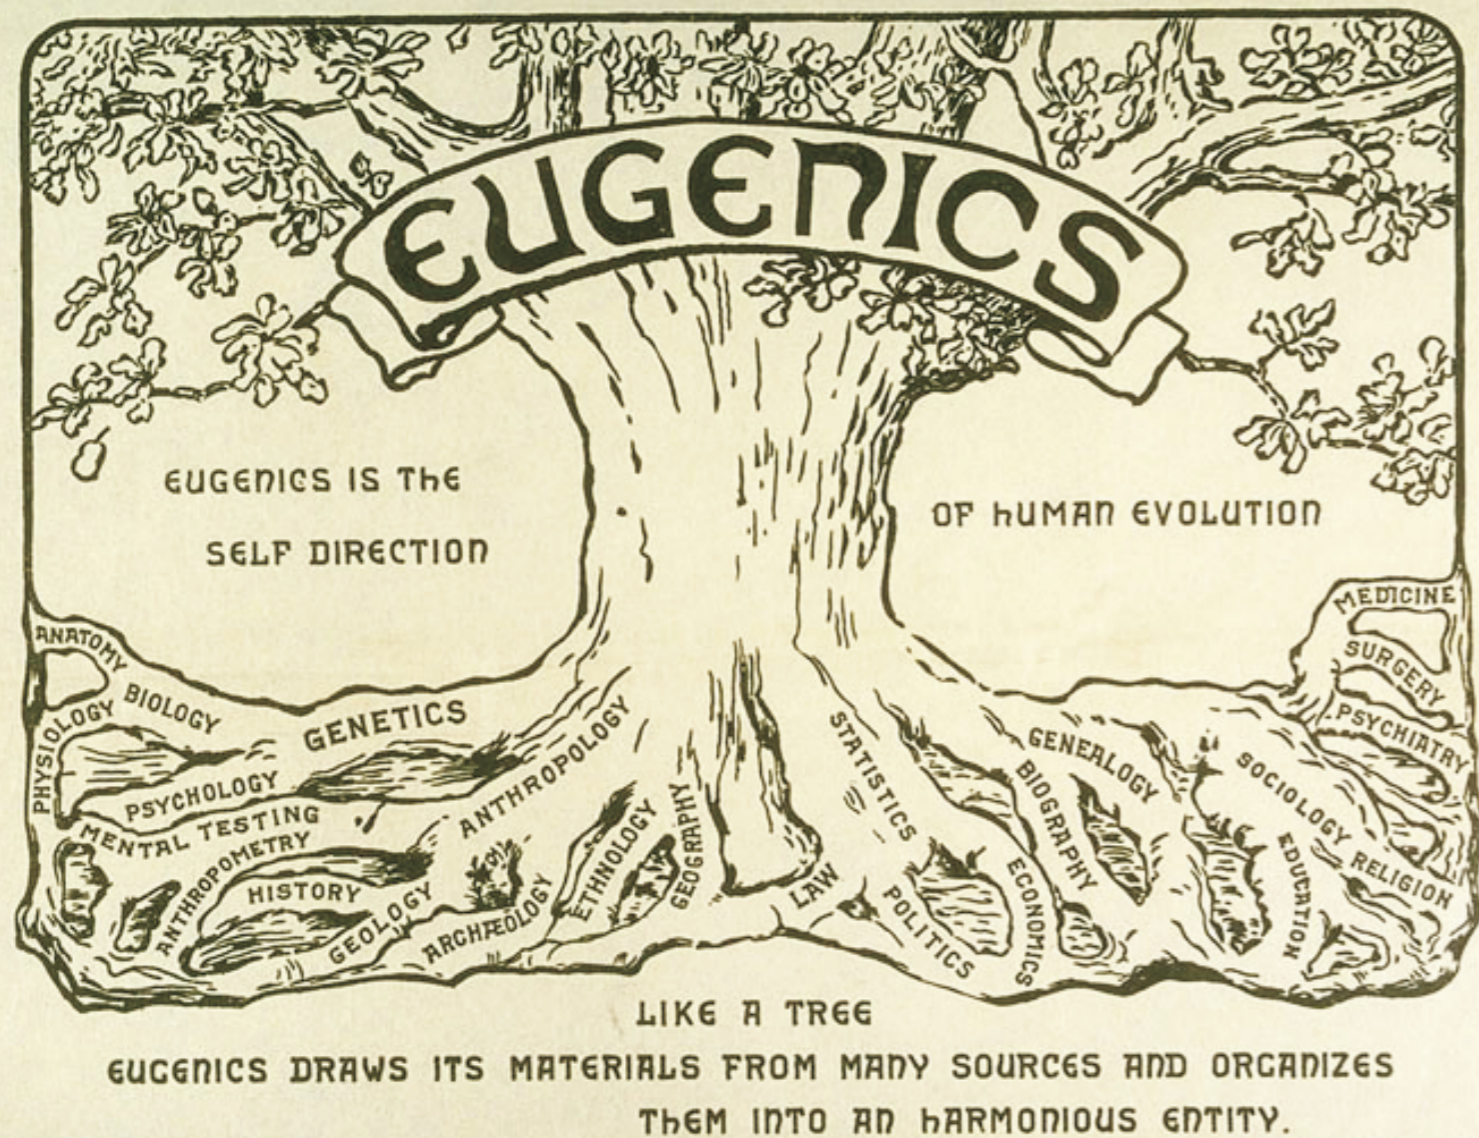 EUGENICS
EUGENICS IS THE
SELF DIRECTION
OF HUMAN EVOLUTION
ANATOMY
BIOLOGY
PHYSIOLOGY
GENETICS
PSYCHOLOGY
MENTAL TESTING
ANTHROPOMETRY
HISTORY
GEOLOGY
ANTHROPOLOGY
ARCHÆOLOGY
ETHNOLOGY
GEOGRAPHY
LAW
STATISTICS
POLITICS
ECONOMICS
BIOGRAPHY
GENEALOGY
EDUCATION
SOCIOLOGY
RELIGION
PSYCHIATRY
SURGERY
MEDICINE
LIKE A TREE
EUGENICS DRAWS ITS MATERIALS FROM MANY SOURCES AND ORGANIZES
THEM INTO AN HARMONIOUS ENTITY.